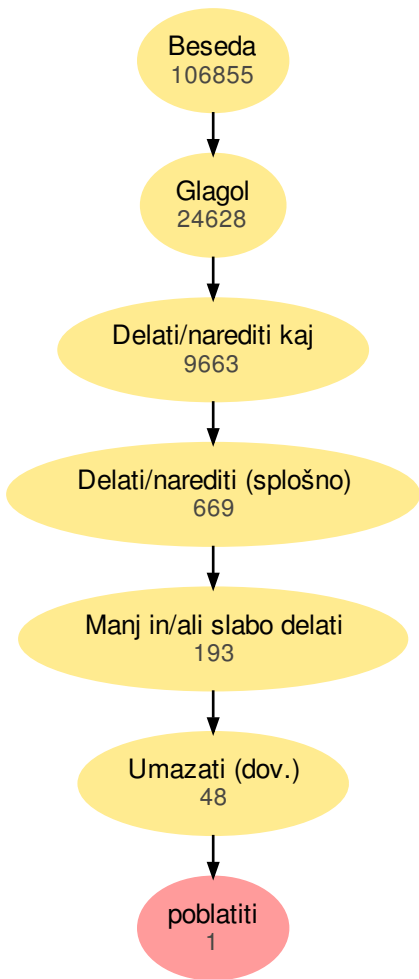 Beseda
106855
Glagol
24628
Delati/narediti kaj
9663
Delati/narediti (splošno)
669
Manj in/ali slabo delati
193
Umazati (dov.)
48
poblatiti
1